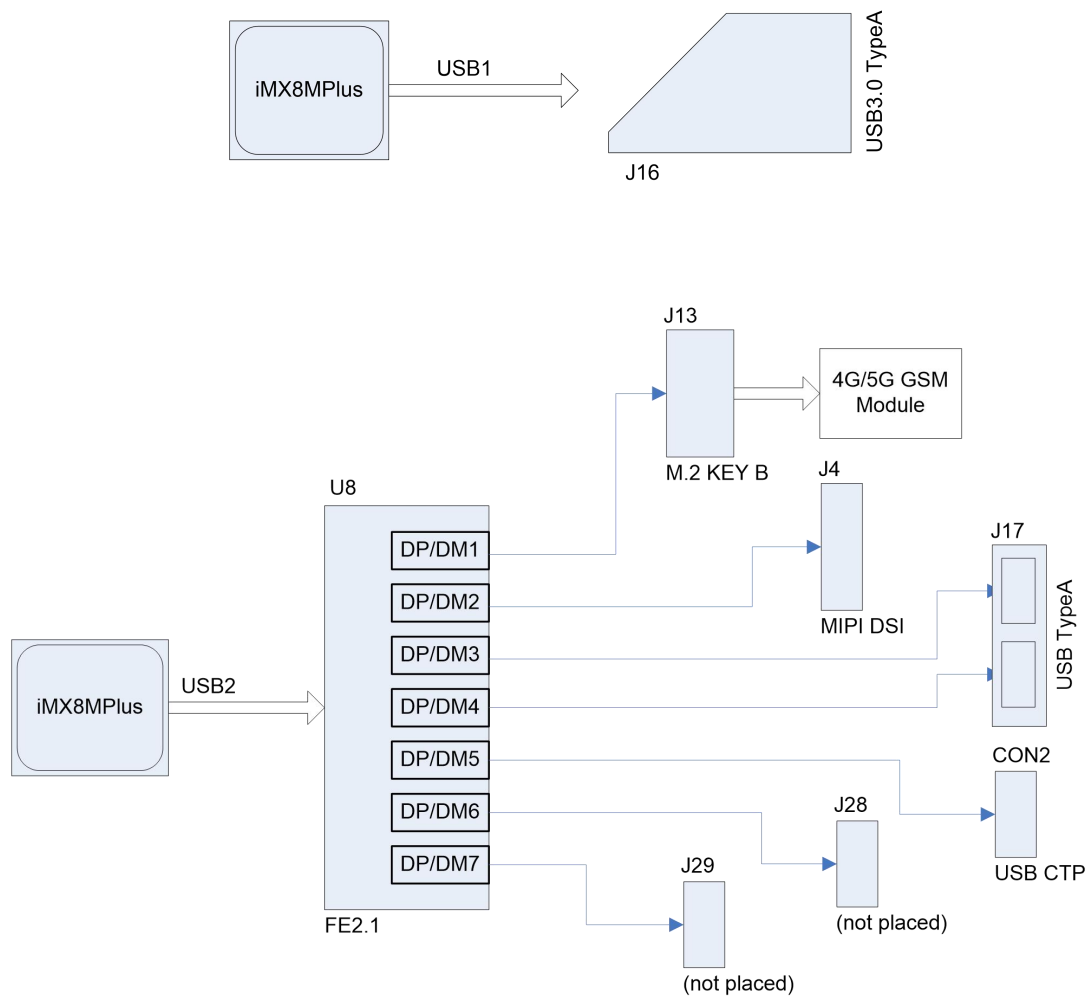 iMX8MPlus
USB1
USB3.0 TypeA
J16
J13
4G/5G GSM
Module
M.2 KEY B
J4
U8
J17
DP/DM1
DP/DM2
MIPI DSI
USB TypeA
DP/DM3
iMX8MPlus
USB2
DP/DM4
DP/DM5
CON2
DP/DM6
J28
DP/DM7
J29
USB CTP
FE2.1
(not placed)
(not placed)